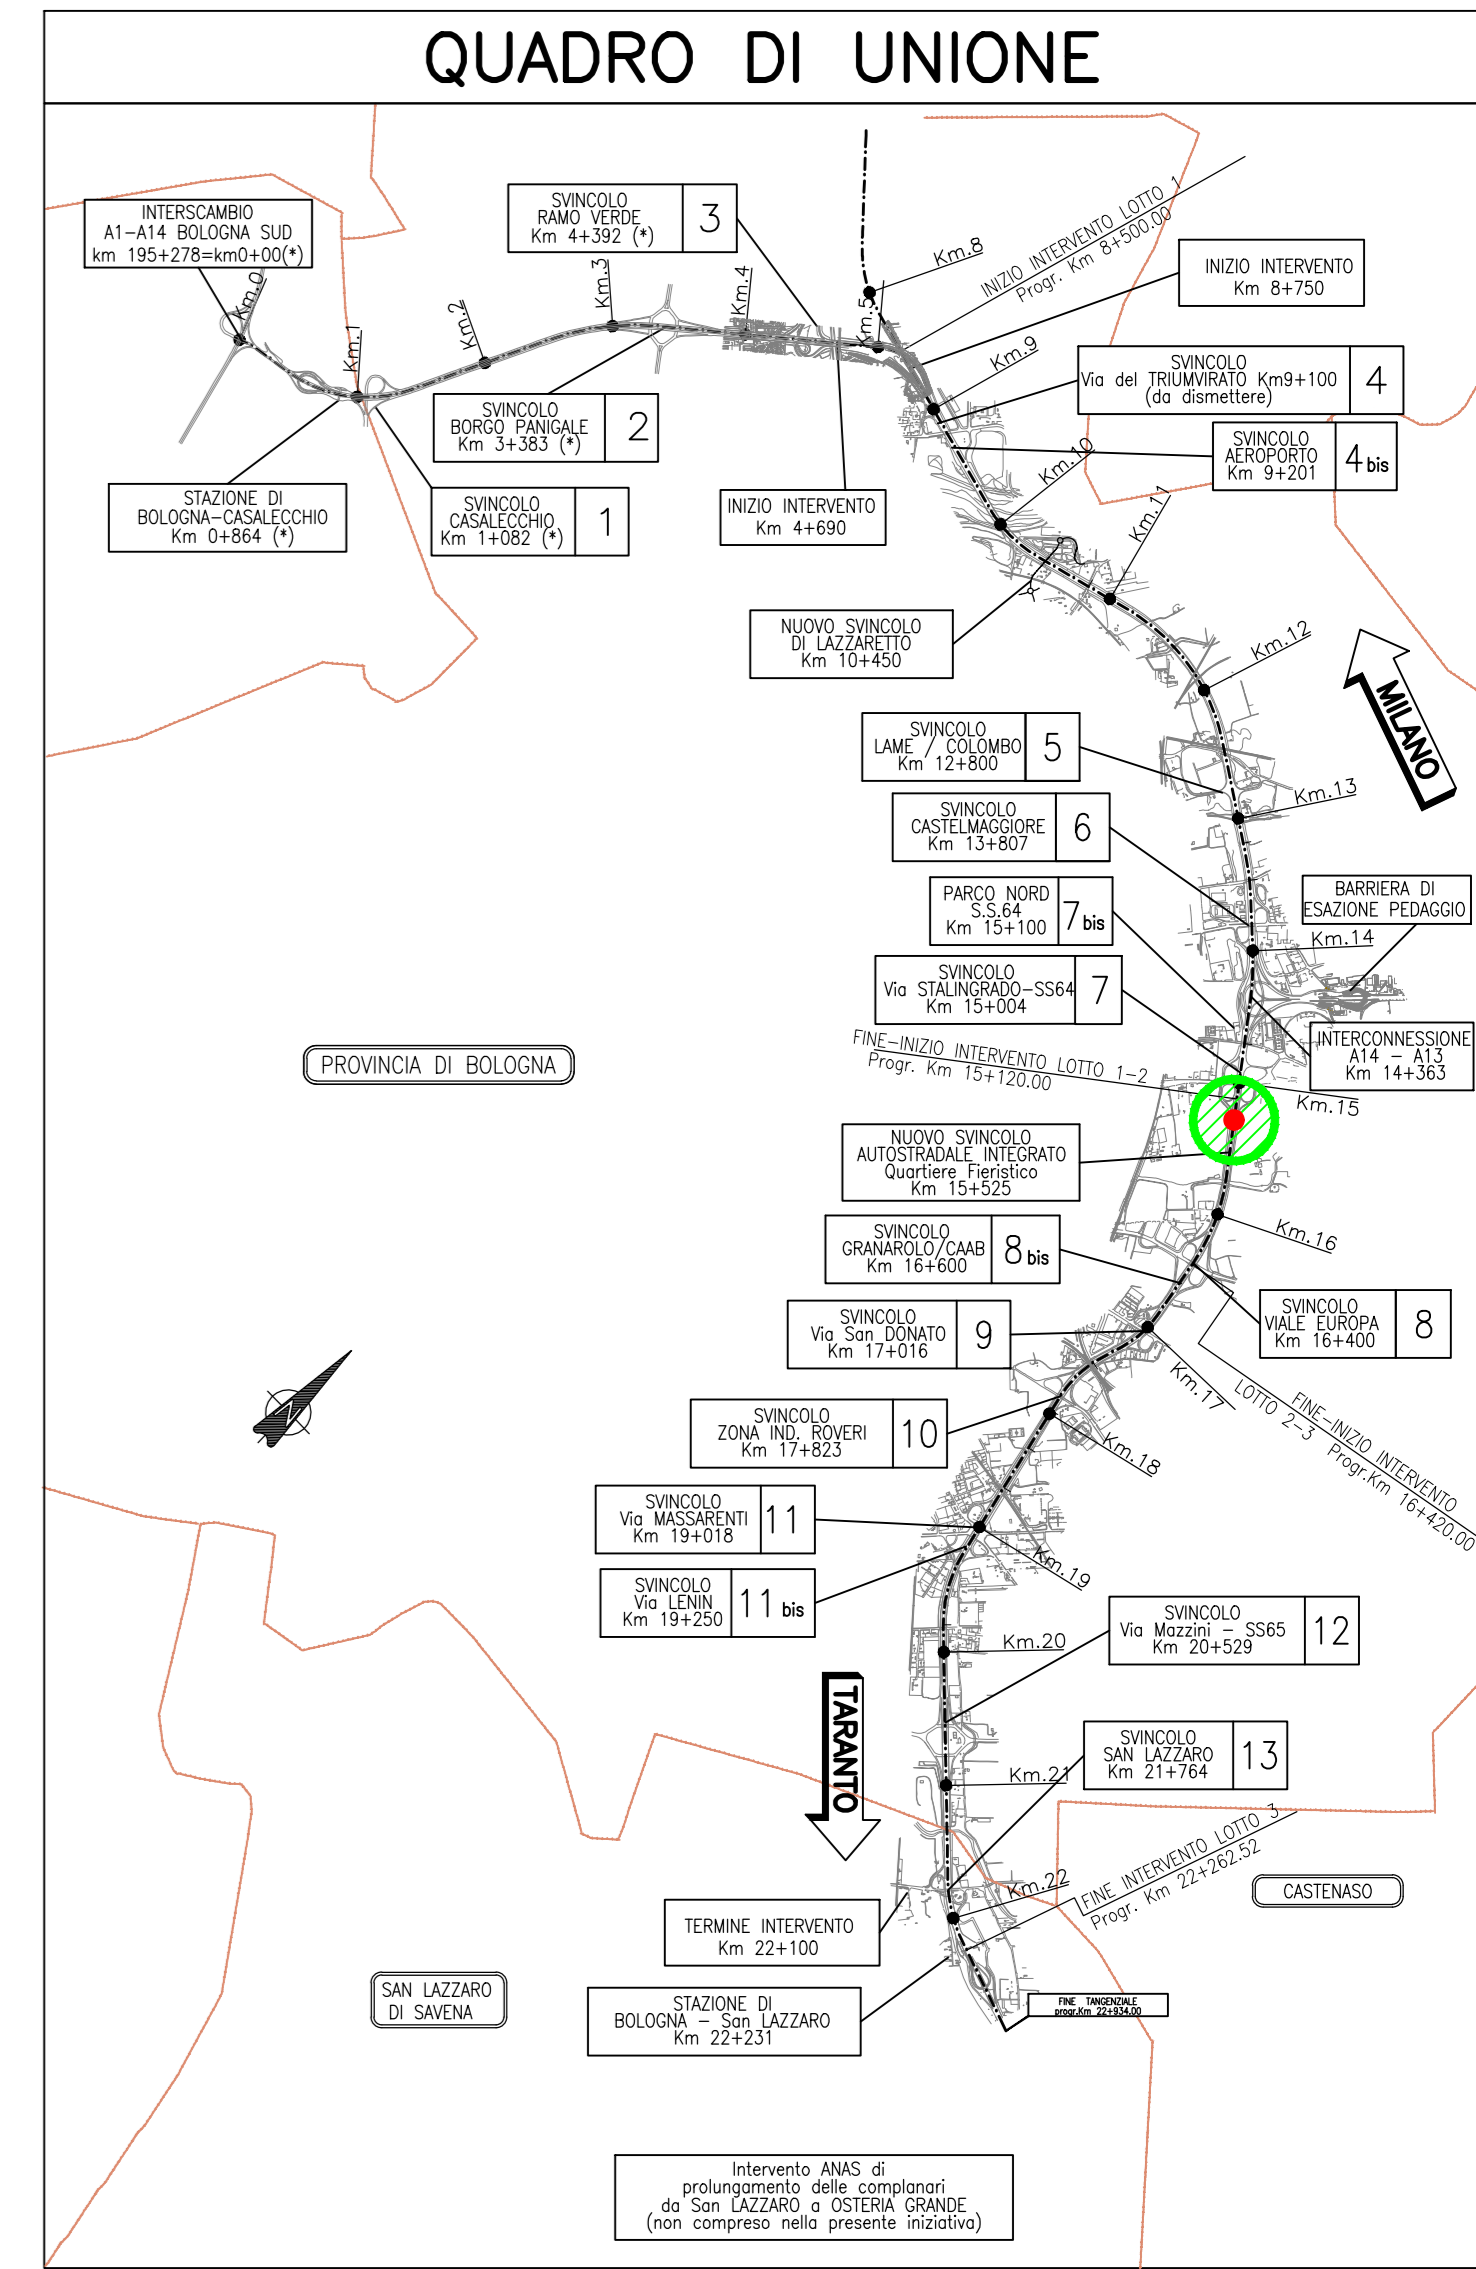 QUADRO DI UNIONE
INTERSCAMBIO
A1-A14 BOLOGNA SUD
km 195+278=km0+00(*)
SVINCOLO
RAMO VERDE
Km 4+392 (*)
3
INIZIO INTERVENTO LOTTO 1
Progr. Km 8+500.00
INIZIO INTERVENTO
Km 8+750
Km.0
Km.1
Km.2
Km.3
Km.4
Km.5
Km.8
Km.9
SVINCOLO
Via del TRIUMVIRATO Km9+100
(da dismettere)
4
SVINCOLO
BORGO PANIGALE
Km 3+383 (*)
2
SVINCOLO
AEROPORTO
Km 9+201
4 bis
STAZIONE DI
BOLOGNA-CASALECCHIO
Km 0+864 (*)
SVINCOLO
CASALECCHIO
Km 1+082 (*)
1
INIZIO INTERVENTO
Km 4+690
Km.10
Km.11
NUOVO SVINCOLO
DI LAZZARETTO
Km 10+450
Km.12
MILANO
SVINCOLO
LAME / COLOMBO
Km 12+800
5
Km.13
SVINCOLO
CASTELMAGGIORE
Km 13+807
6
PARCO NORD
S.S.64
Km 15+100
7 bis
BARRIERA DI
ESAZIONE PEDAGGIO
Km.14
SVINCOLO
Via STALINGRADO-SS64
Km 15+004
7
FINE-INIZIO INTERVENTO LOTTO 1-2
Progr. Km 15+120.00
INTERCONNESSIONE
A14 - A13
Km 14+363
PROVINCIA DI BOLOGNA
Km.15
NUOVO SVINCOLO
AUTOSTRADALE INTEGRATO
Quartiere Fieristico
Km 15+525
Km.16
SVINCOLO
GRANAROLO/CAAB
Km 16+600
8 bis
SVINCOLO
VIALE EUROPA
Km 16+400
8
SVINCOLO
Via San DONATO
Km 17+016
9
Km.17
FINE-INIZIO INTERVENTO
LOTTO 2-3 Progr.Km 16+420.00
SVINCOLO
ZONA IND. ROVERI
Km 17+823
10
Km.18
SVINCOLO
Via MASSARENTI
Km 19+018
11
Km.19
SVINCOLO
Via LENIN
Km 19+250
11 bis
SVINCOLO
Via Mazzini - SS65
Km 20+529
12
Km.20
TARANTO
SVINCOLO
SAN LAZZARO
Km 21+764
13
Km.21
FINE INTERVENTO LOTTO 3
Progr. Km 22+262.52
Km.22
CASTENASO
TERMINE INTERVENTO
Km 22+100
SAN LAZZARO
DI SAVENA
STAZIONE DI
BOLOGNA - San LAZZARO
Km 22+231
FINE TANGENZIALE
progr.Km 22+934.00
Intervento ANAS di
prolungamento delle complanari
da San LAZZARO a OSTERIA GRANDE
(non compreso nella presente iniziativa)